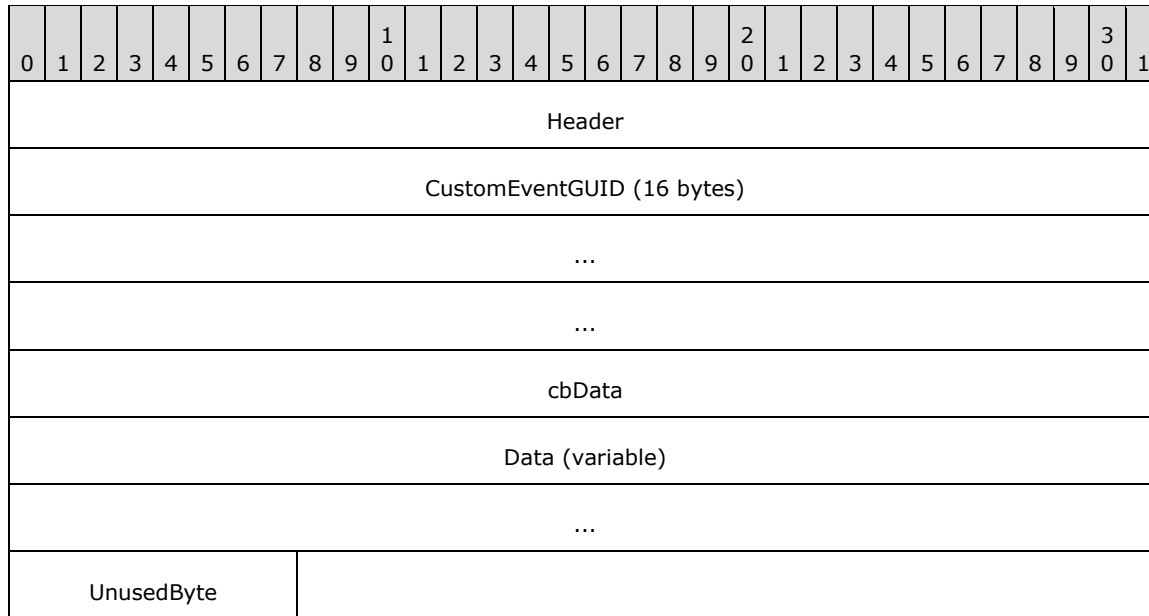 1 2 3
0 1 2 3 4 5 6 7 8 9 0 1 2 3 4 5 6 7 8 9 0 1 2 3 4 5 6 7 8 9 0 1
Header
CustomEventGUID (16 bytes)
...
...
cbData
Data (variable)
...
UnusedByte